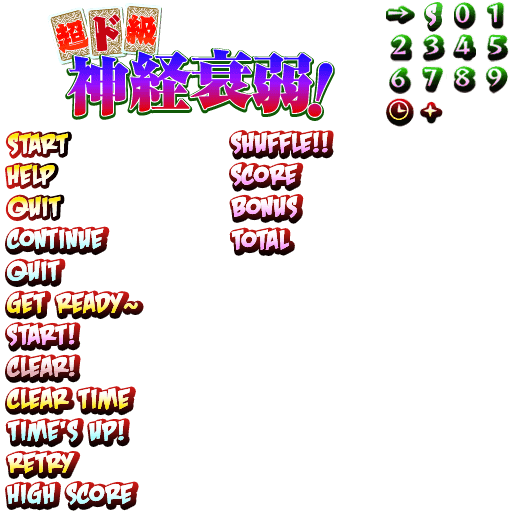 超ド級
神経衰弱!
→ S 0 1
2 3 4 5
6 7 8 9
+
START
HELP
QUIT
CONTINUE
QUIT
GET READY~
START!
CLEAR!
CLEAR TIME
TIME'S UP!
RETRY
HIGH SCORE
SHUFFLE!!
SCORE
BONUS
TOTAL